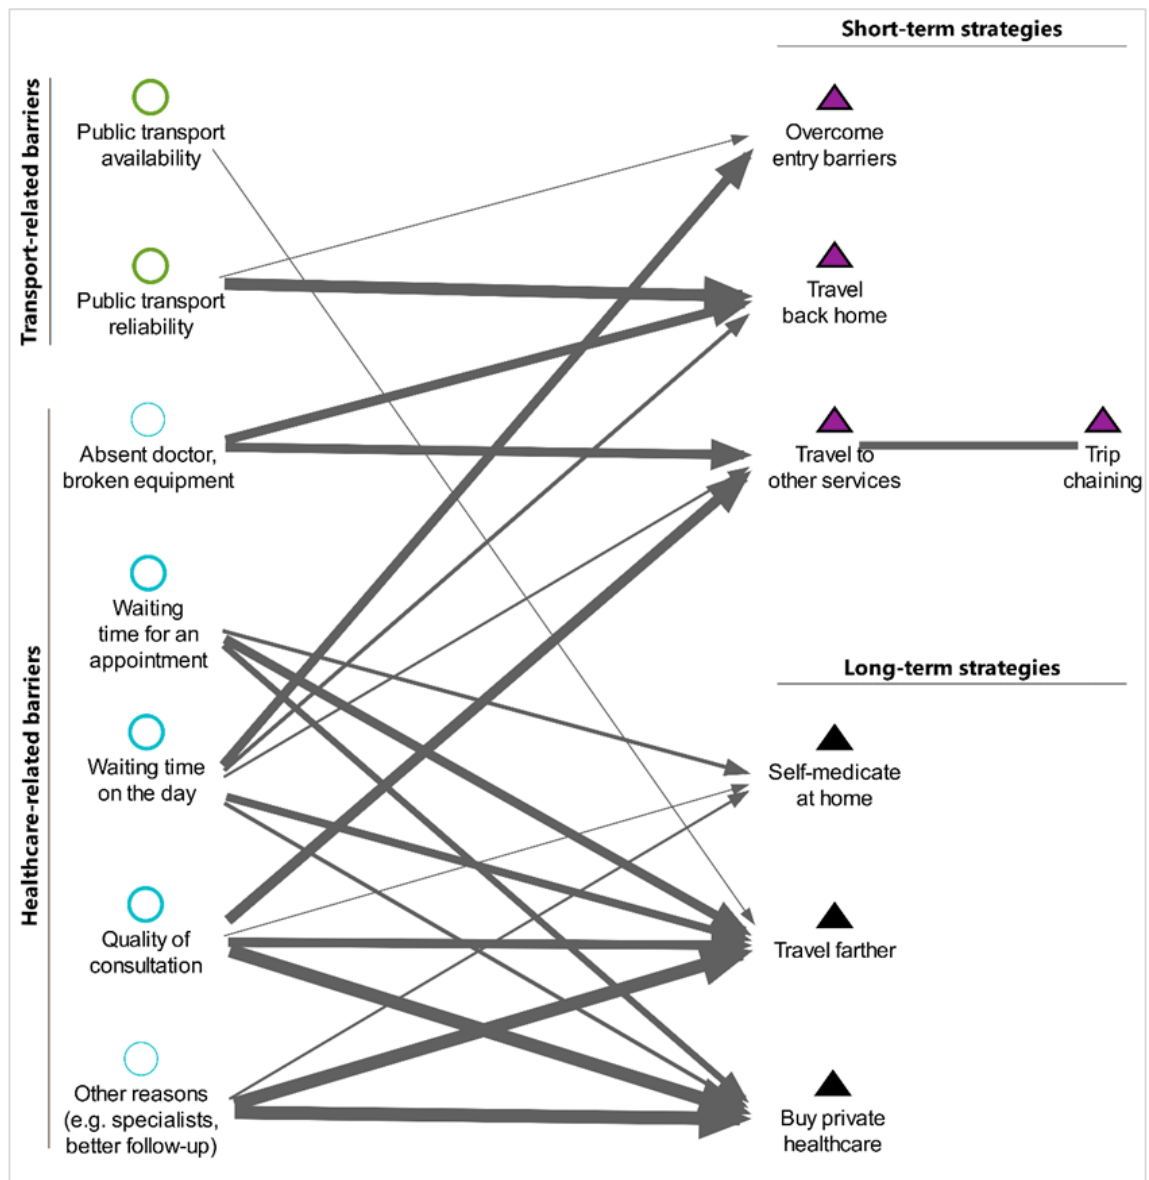 Short-term strategies
Transport-related barriers
Public transport
availability
Overcome
entry barriers
Public transport
reliability
Travel
back home
Healthcare-related barriers
Absent doctor,
broken equipment
Travel to
other services
Trip
chaining
Waiting
time for an
appointment
Long-term strategies
Waiting time
on the day
Self-medicate
at home
Quality of
consultation
Travel farther
Other reasons
(e.g. specialists,
better follow-up)
Buy private
healthcare